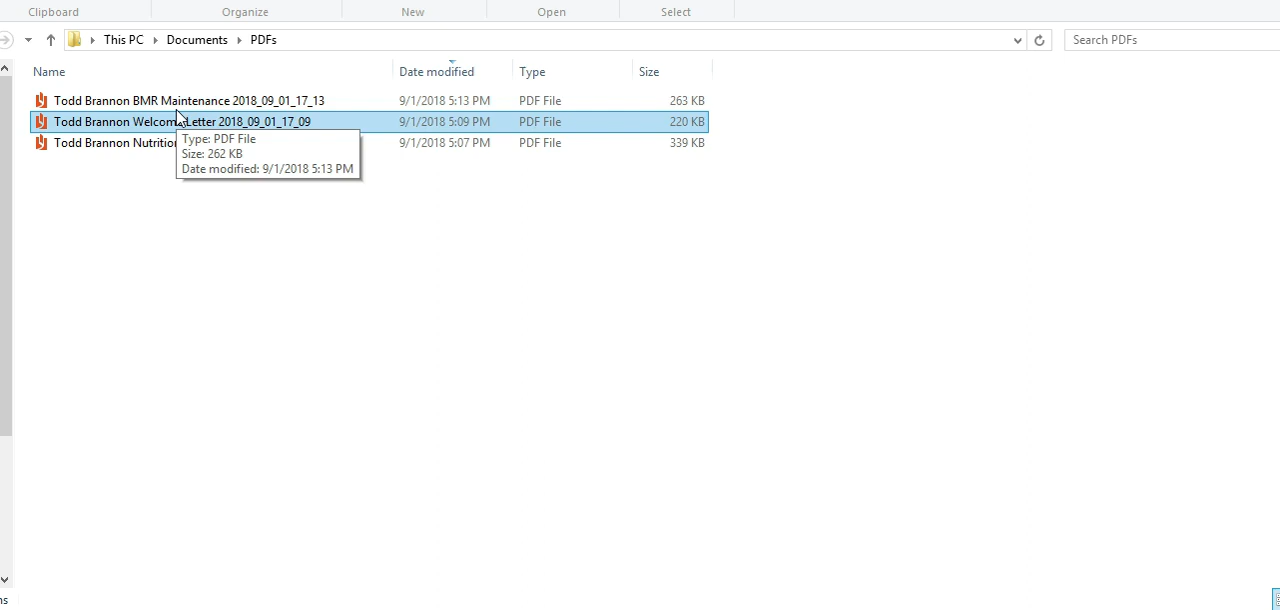 Clipboard Organize New Open Select
This PC Documents PDFs Search PDFs
Name Date modified Type Size
Todd Brannon BMR Maintenance 2018_09_01_17_13 9/1/2018 5:13 PM PDF File 263 KB
Todd Brannon Welcom Letter 2018_09_01_17_09 9/1/2018 5:09 PM PDF File 220 KB
Todd Brannon Nutrition 9/1/2018 5:07 PM PDF File 339 KB
Type: PDF File
Size: 262 KB
Date modified: 9/1/2018 5:13 PM